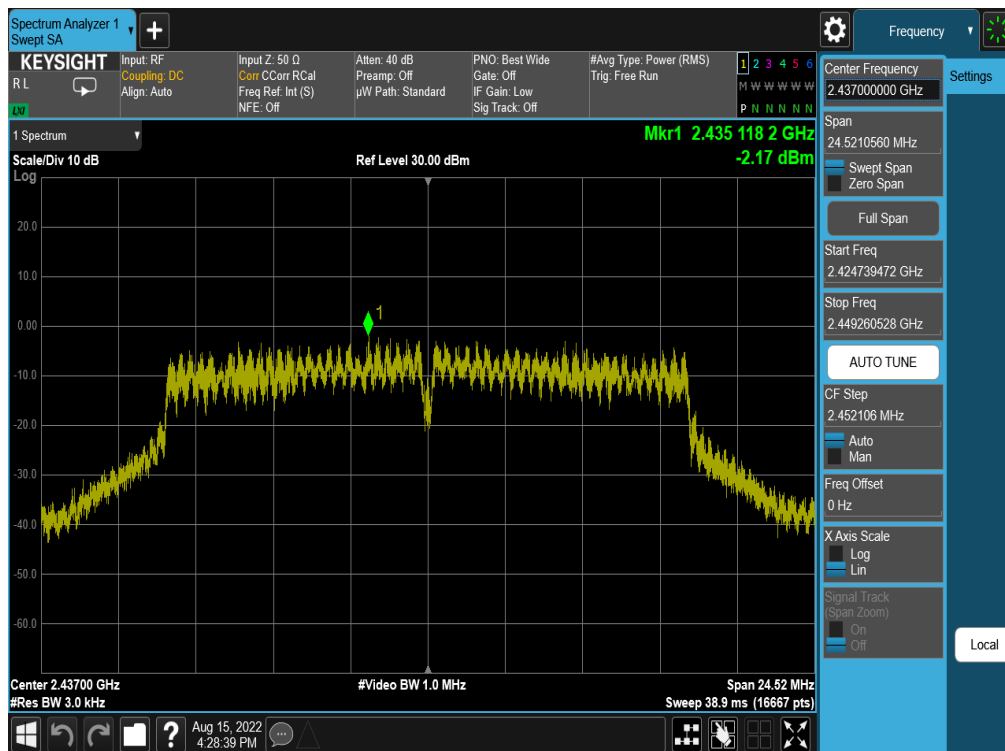 Spectrum Analyzer 1
Swept SA
Frequency
KEYSIGHT
R L
LXI
Input: RF
Coupling: DC
Align: Auto
Input Z: 50 Ω
Corr CCorr RCal
Freq Ref: Int (S)
NFE: Off
Atten: 40 dB
Preamp: Off
µW Path: Standard
PNO: Best Wide
Gate: Off
IF Gain: Low
Sig Track: Off
#Avg Type: Power (RMS)
Trig: Free Run
1 2 3 4 5 6
M W W W W W
P N N N N N
1 Spectrum
Scale/Div 10 dB
Log
Ref Level 30.00 dBm
Mkr1 2.435 118 2 GHz
-2.17 dBm
1
20.0
10.0
0.00
-10.0
-20.0
-30.0
-40.0
-50.0
-60.0
Center 2.43700 GHz
#Res BW 3.0 kHz
#Video BW 1.0 MHz
Span 24.52 MHz
Sweep 38.9 ms (16667 pts)
Center Frequency
2.437000000 GHz
Settings
Span
24.5210560 MHz
Swept Span
Zero Span
Full Span
Start Freq
2.424739472 GHz
Stop Freq
2.449260528 GHz
AUTO TUNE
CF Step
2.452106 MHz
Auto
Man
Freq Offset
0 Hz
X Axis Scale
Log
Lin
Signal Track
(Span Zoom)
On
Off
Local
?
Aug 15, 2022
4:28:39 PM